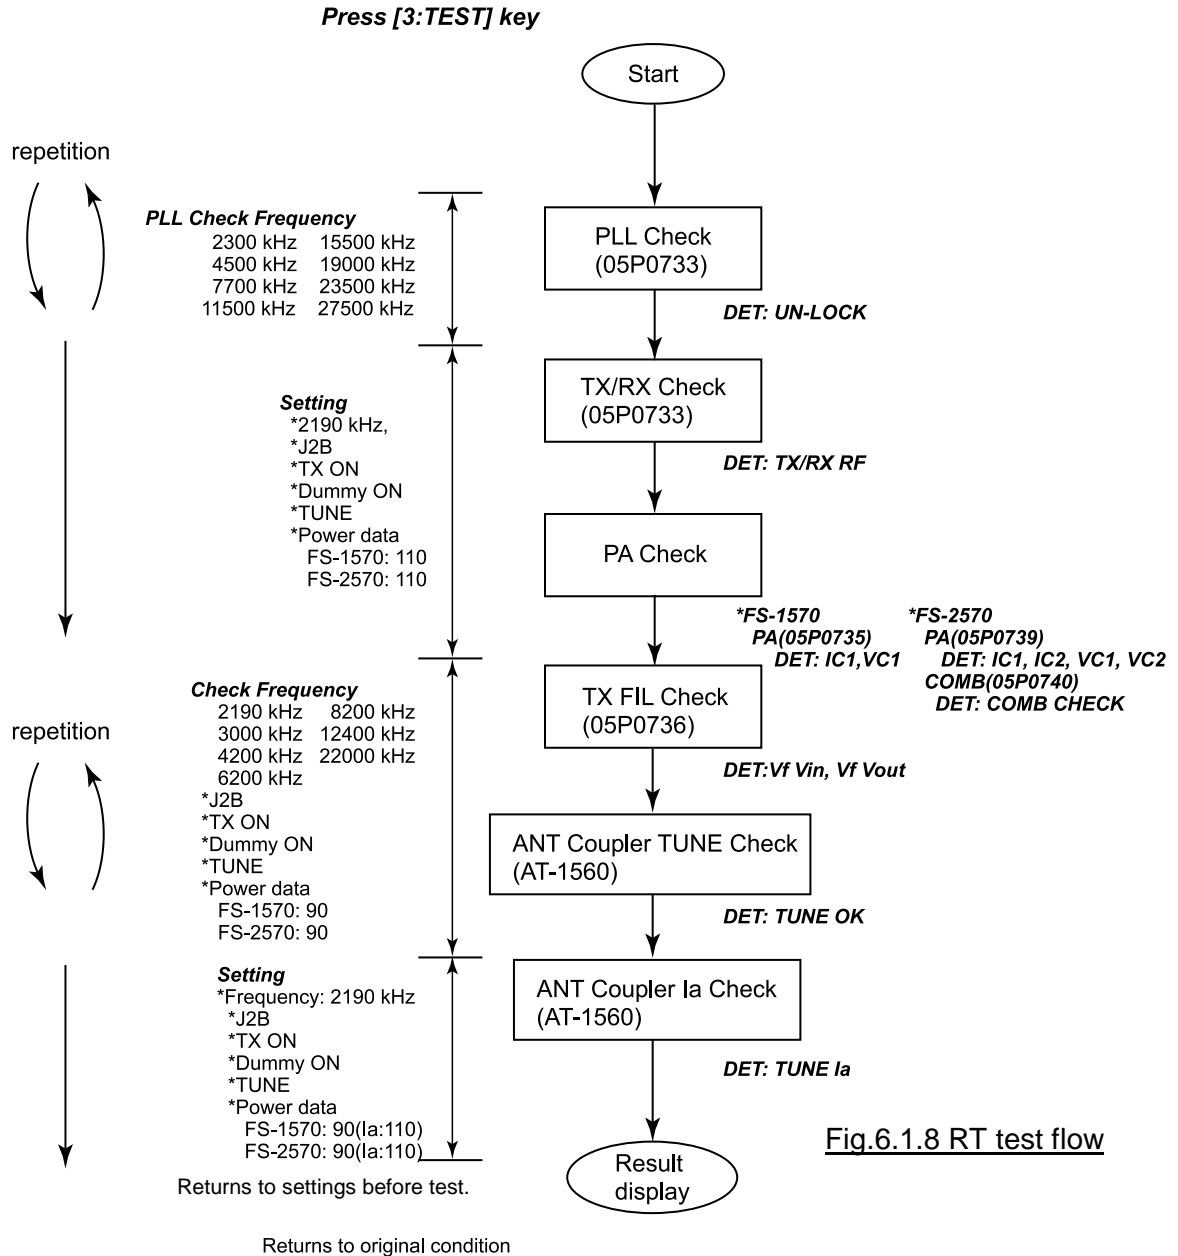 Press [3:TEST] key
Start
repetition
PLL Check Frequency
2300 kHz 15500 kHz
4500 kHz 19000 kHz
7700 kHz 23500 kHz
11500 kHz 27500 kHz
PLL Check
(05P0733)
DET: UN-LOCK
TX/RX Check
(05P0733)
DET: TX/RX RF
Setting
*2190 kHz,
*J2B
*TX ON
*Dummy ON
*TUNE
*Power data
FS-1570: 110
FS-2570: 110
PA Check
*FS-1570
PA(05P0735)
DET: IC1,VC1
*FS-2570
PA(05P0739)
DET: IC1, IC2, VC1, VC2
COMB(05P0740)
DET: COMB CHECK
repetition
Check Frequency
2190 kHz 8200 kHz
3000 kHz 12400 kHz
4200 kHz 22000 kHz
6200 kHz
*J2B
*TX ON
*Dummy ON
*TUNE
*Power data
FS-1570: 90
FS-2570: 90
TX FIL Check
(05P0736)
DET:Vf Vin, Vf Vout
ANT Coupler TUNE Check
(AT-1560)
DET: TUNE OK
Setting
*Frequency: 2190 kHz
*J2B
*TX ON
*Dummy ON
*TUNE
*Power data
FS-1570: 90(Ia:110)
FS-2570: 90(Ia:110)
ANT Coupler Ia Check
(AT-1560)
DET: TUNE Ia
Result
display
Fig.6.1.8 RT test flow
Returns to settings before test.
Returns to original condition